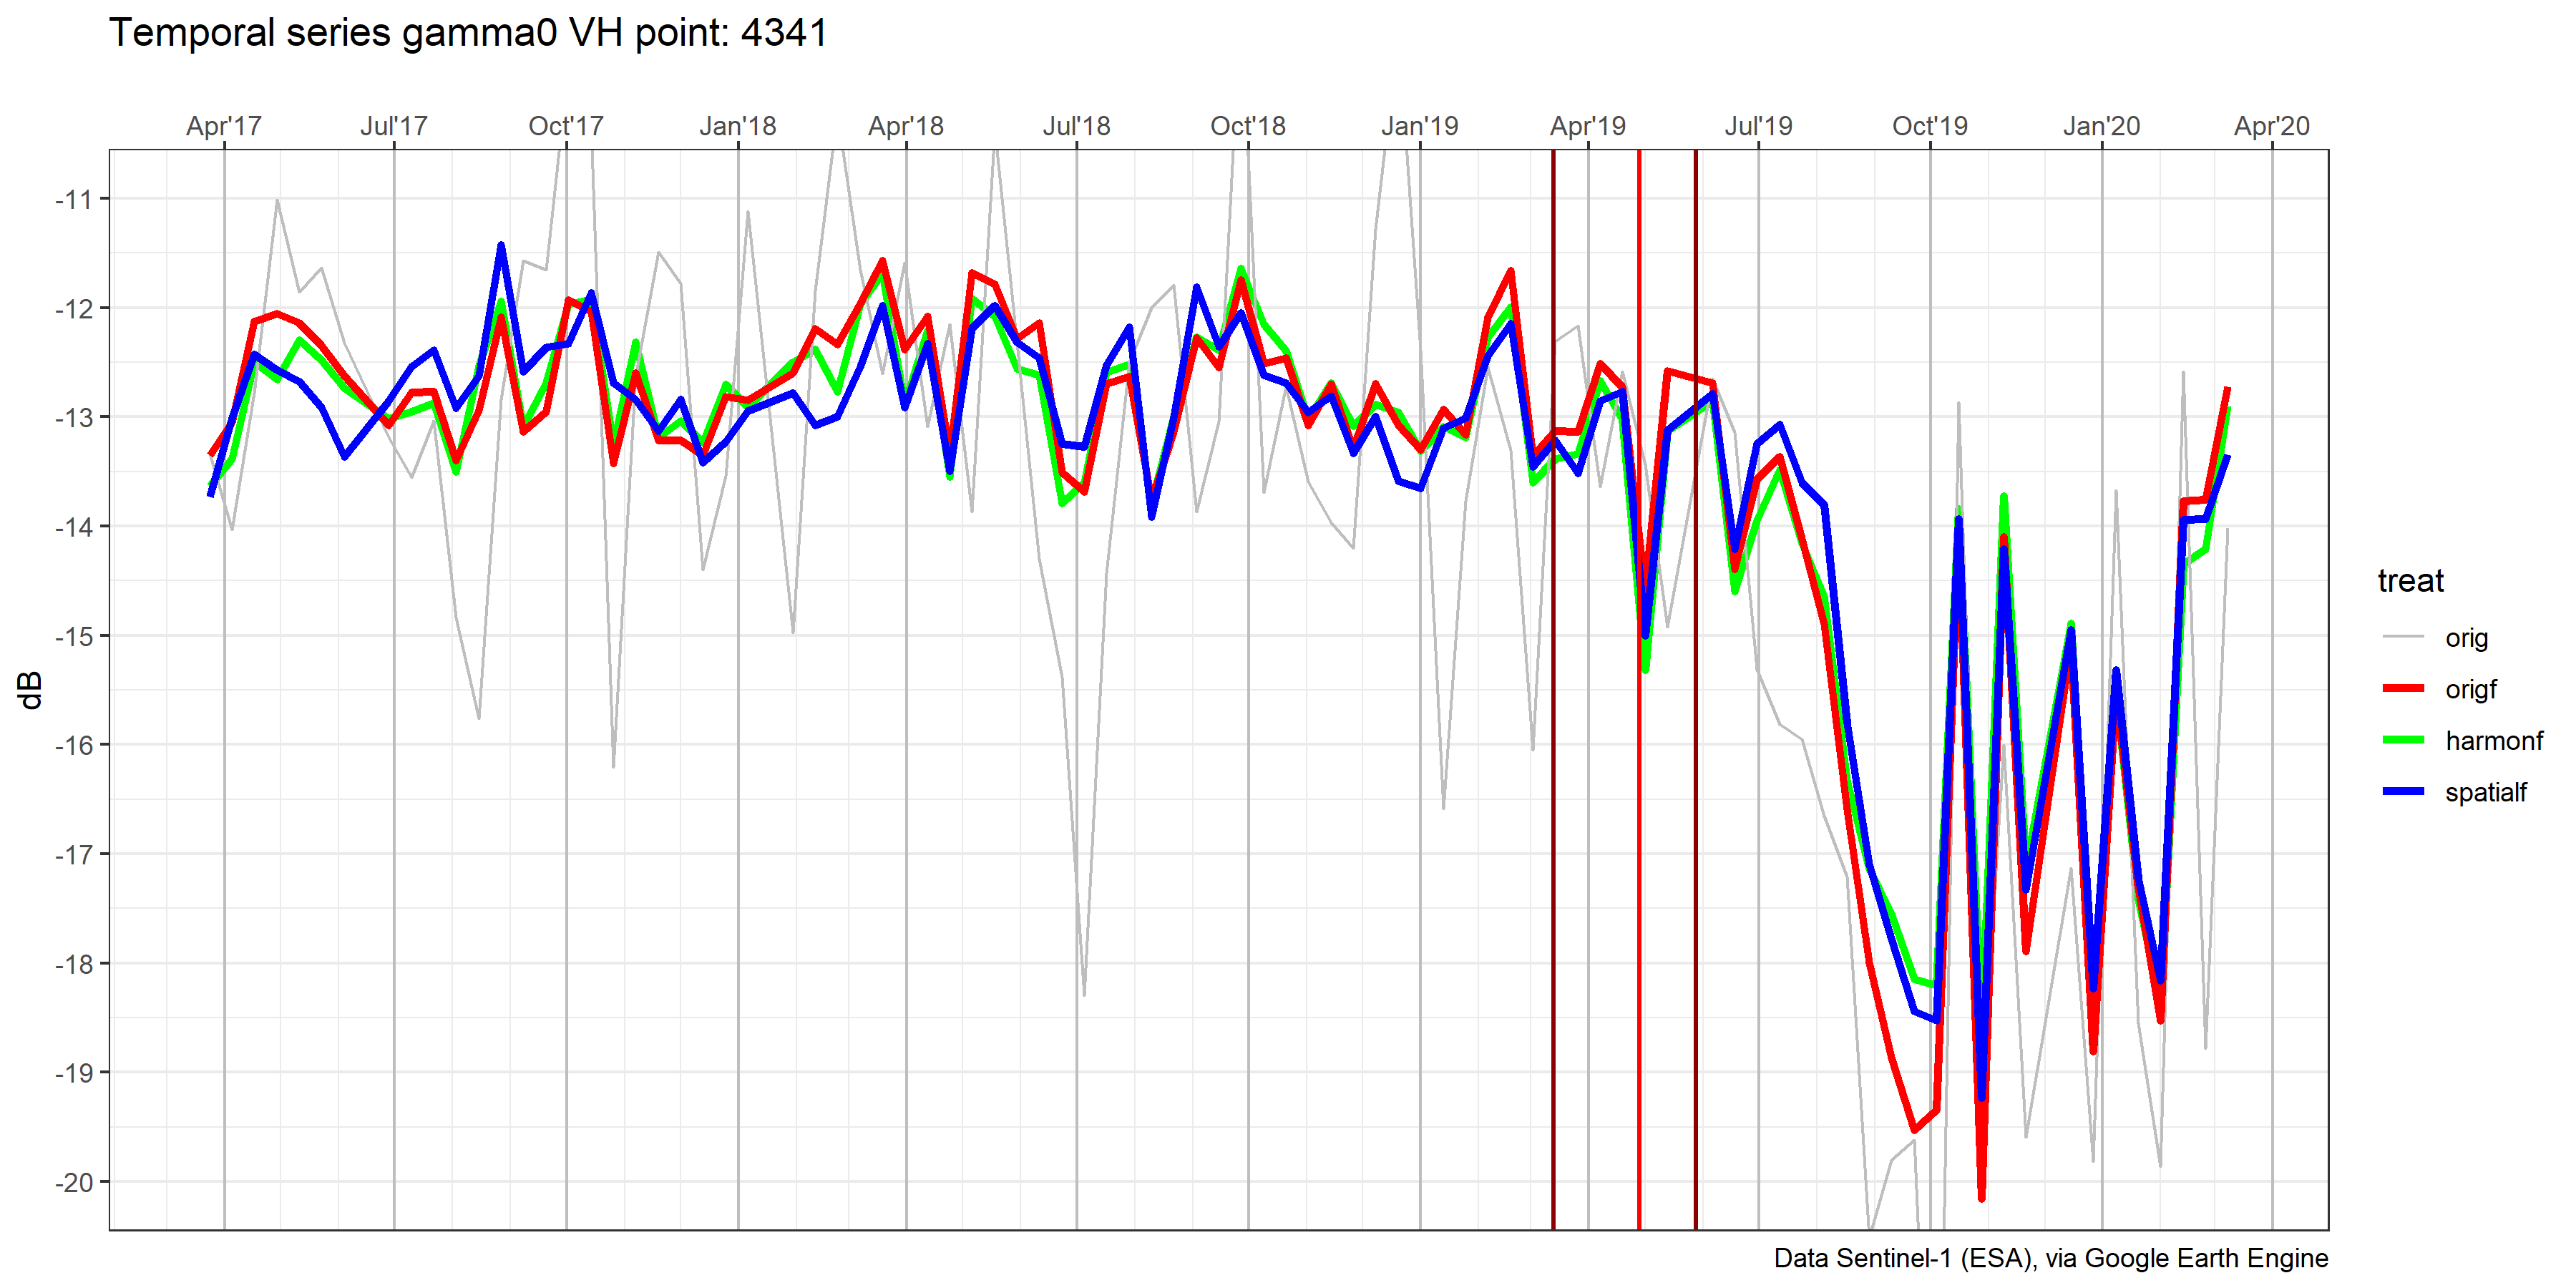 Temporal series gamma0 VH point: 4341
Apr'17 Jul'17 Oct'17 Jan'18 Apr'18 Jul'18 Oct'18 Jan'19 Apr'19 Jul'19 Oct'19 Jan'20 Apr'20
-11
-12
-13
-14
-15
-16
-17
-18
-19
-20
dB
treat
orig
origf
harmonf
spatialf
Data Sentinel-1 (ESA), via Google Earth Engine